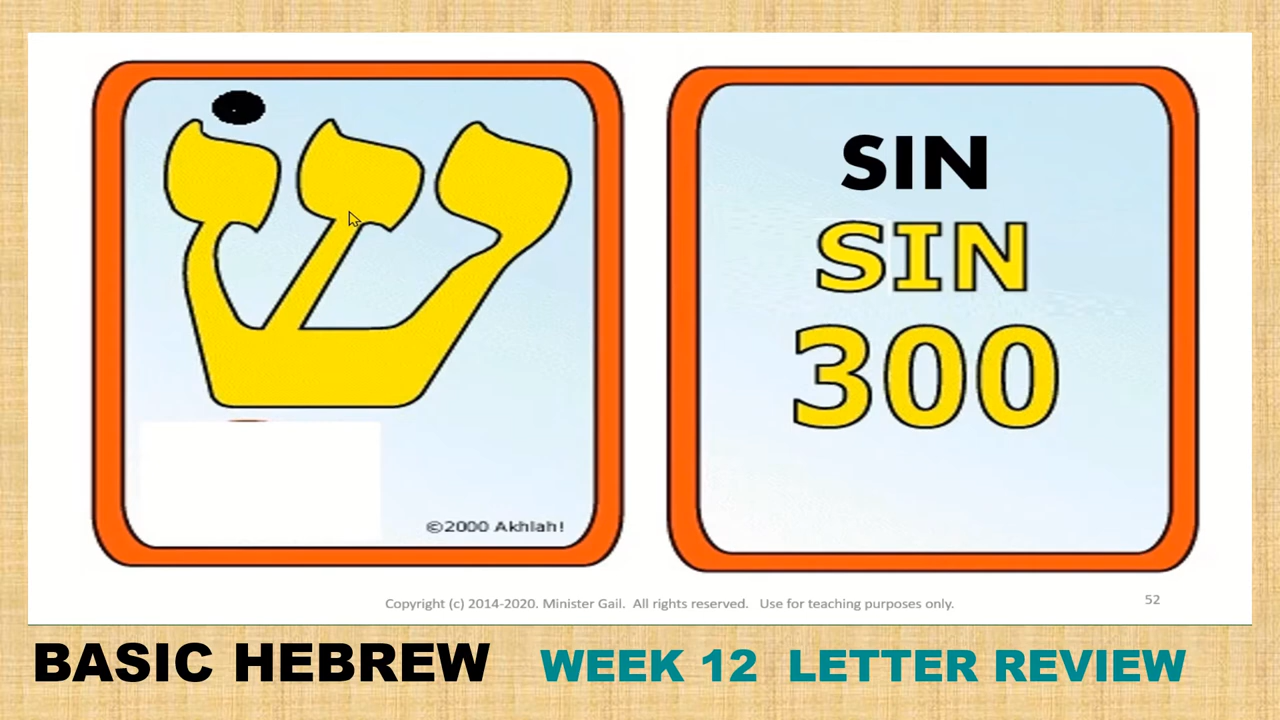 שׂ
©2000 Akhlah!
SIN
SIN
300
Copyright (c) 2014-2020. Minister Gail. All rights reserved. Use for teaching purposes only.
52
BASIC HEBREW WEEK 12 LETTER REVIEW